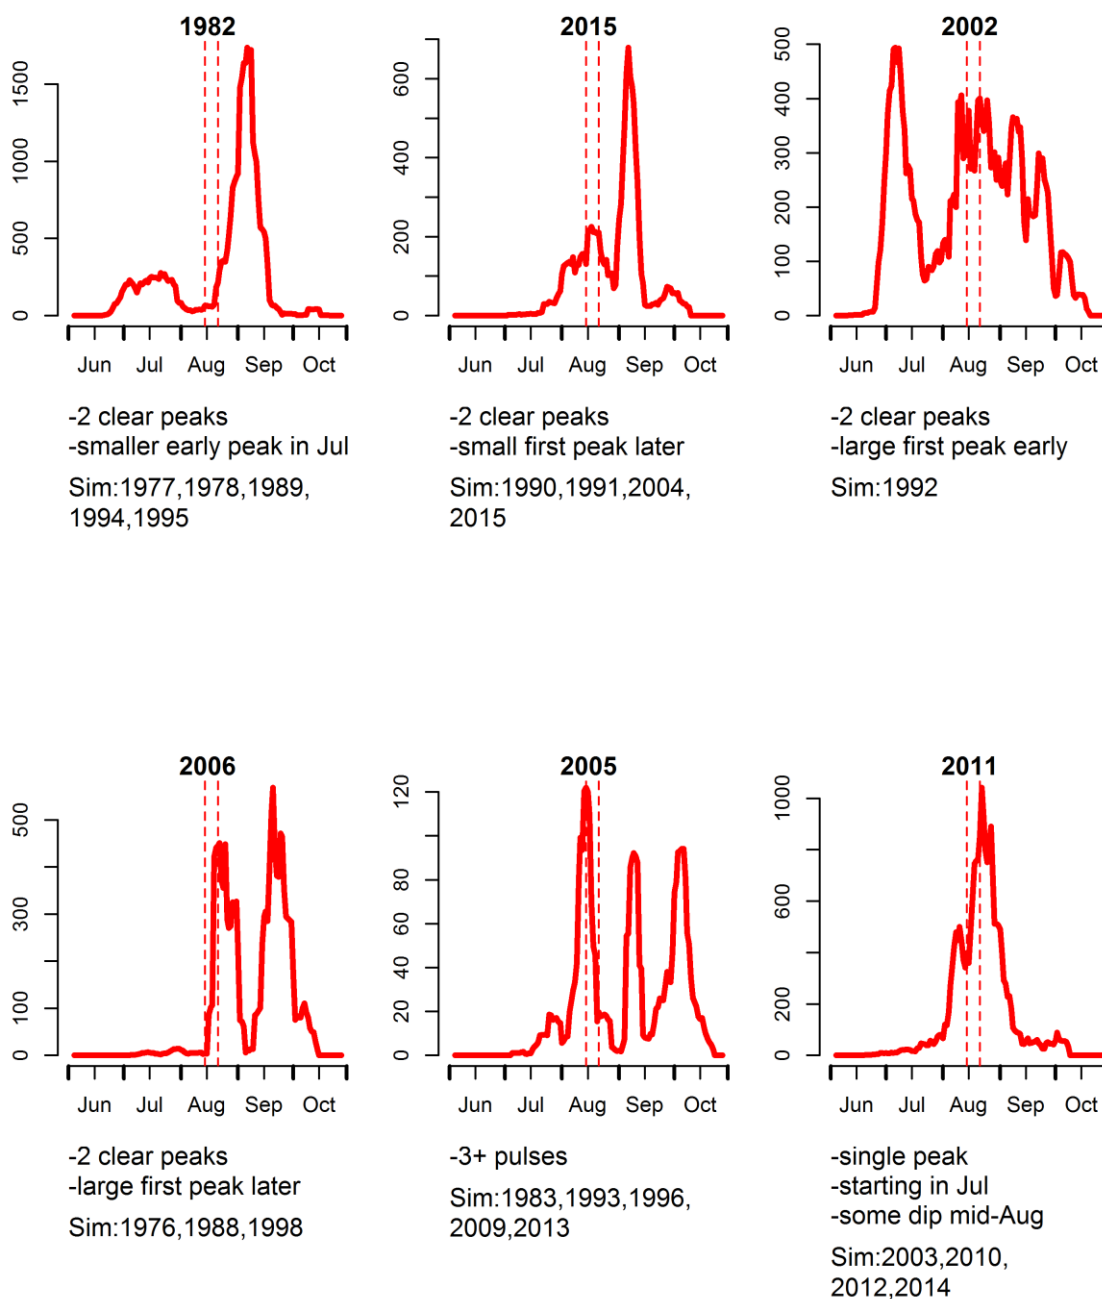 1982
1500
1000
500
0
Jun Jul Aug Sep Oct
-2 clear peaks
-smaller early peak in Jul
Sim:1977,1978,1989,
1994,1995
2015
600
400
200
0
Jun Jul Aug Sep Oct
-2 clear peaks
-small first peak later
Sim:1990,1991,2004,
2015
2002
500
400
300
200
100
0
Jun Jul Aug Sep Oct
-2 clear peaks
-large first peak early
Sim:1992
2006
500
300
100
0
Jun Jul Aug Sep Oct
-2 clear peaks
-large first peak later
Sim:1976,1988,1998
2005
120
80
60
40
20
0
Jun Jul Aug Sep Oct
-3+ pulses
Sim:1983,1993,1996,
2009,2013
2011
1000
600
200
0
Jun Jul Aug Sep Oct
-single peak
-starting in Jul
-some dip mid-Aug
Sim:2003,2010,
2012,2014